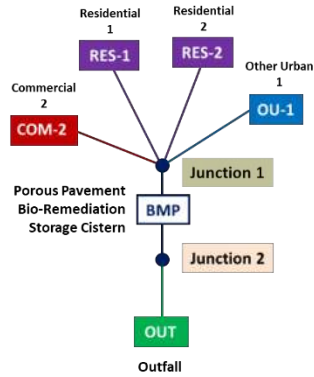 Residential
1
RES-1
Residential
2
RES-2
Commercial
2
COM-2
Other Urban
1
OU-1
Junction 1
Porous Pavement
Bio-Remediation
Storage Cistern
BMP
Junction 2
OUT
Outfall